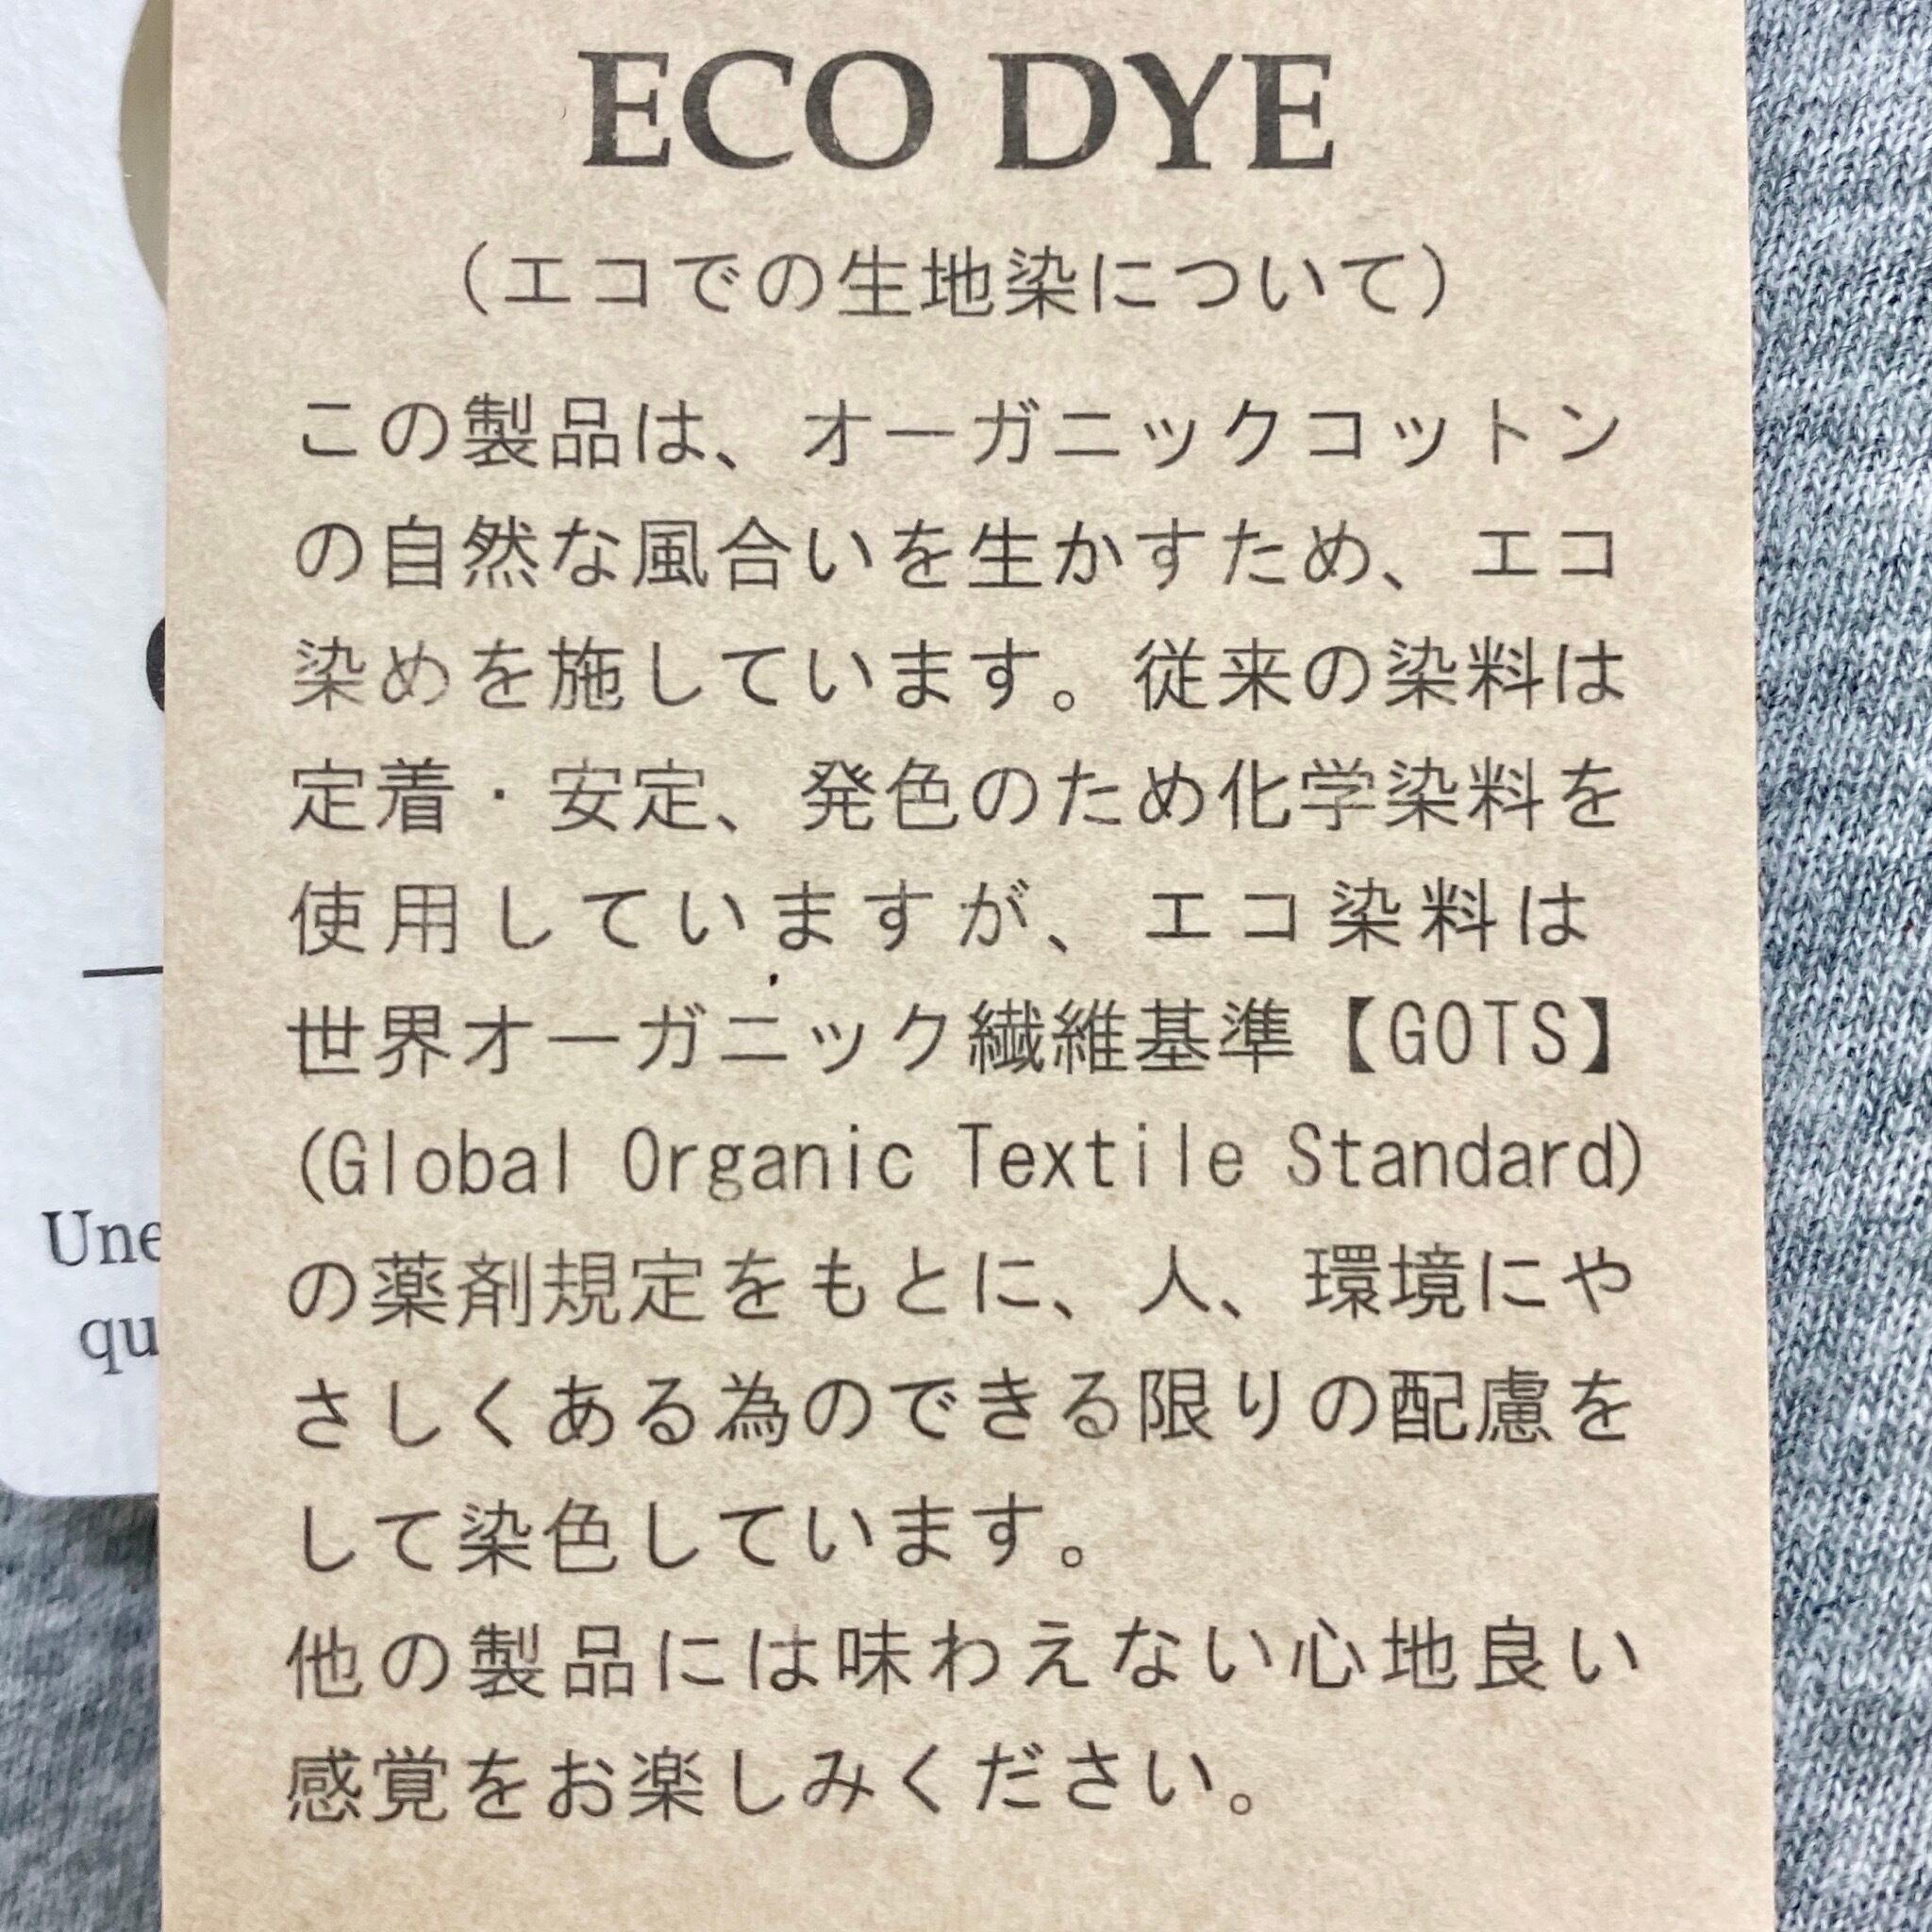 ECO DYE
（エコでの生地染について）
この製品は、オーガニックコットン
の自然な風合いを生かすため、エコ
染めを施しています。従来の染料は
定着・安定、発色のため化学染料を
使用していますが、エコ染料は
世界オーガニック繊維基準【GOTS】
(Global Organic Textile Standard)
の薬剤規定をもとに、人、環境にや
さしくある為のできる限りの配慮を
して染色しています。
他の製品には味わえない心地良い
感覚をお楽しみください。
Une
qu